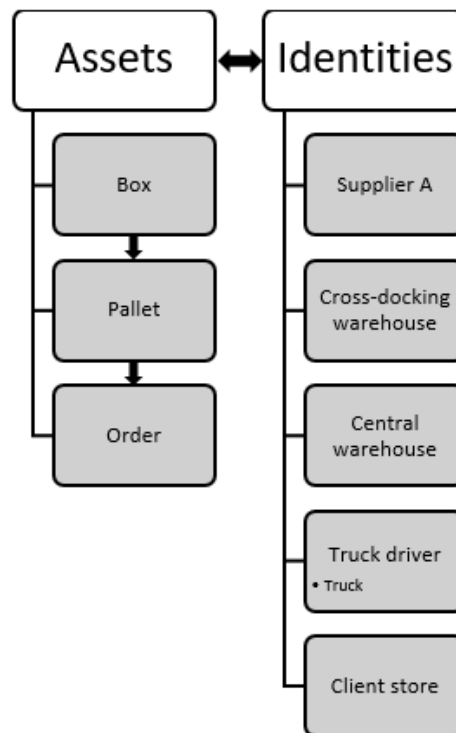 Assets
Identities
Box
Pallet
Order
Supplier A
Cross-docking
warehouse
Central
warehouse
Truck driver
• Truck
Client store